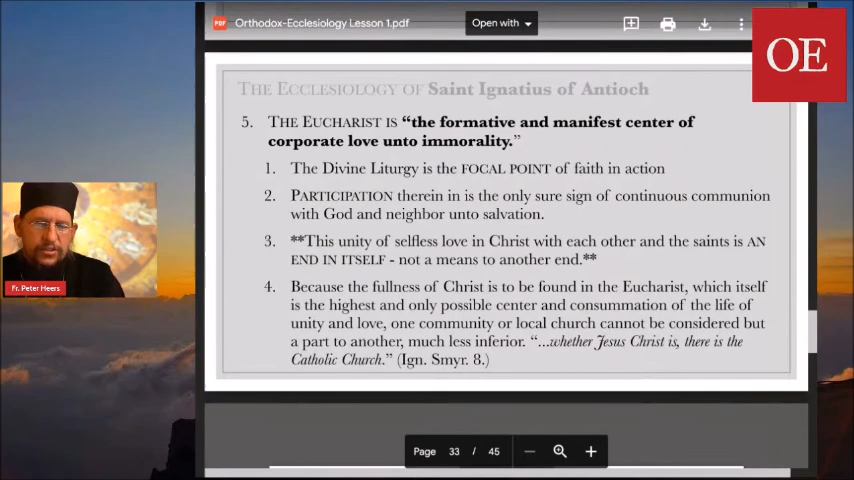 Orthodox-Ecclesiology Lesson 1.pdf
Open with
OE
THE ECCLESIOLOGY OF Saint Ignatius of Antioch
5. THE EUCHARIST IS “the formative and manifest center of
corporate love unto immorality.”
1. The Divine Liturgy is the FOCAL POINT of faith in action
2. PARTICIPATION therein in is the only sure sign of continuous communion
with God and neighbor unto salvation.
3. **This unity of selfless love in Christ with each other and the saints is AN
END IN ITSELF - not a means to another end.**
4. Because the fullness of Christ is to be found in the Eucharist, which itself
is the highest and only possible center and consummation of the life of
unity and love, one community or local church cannot be considered but
a part to another, much less inferior. “...whether Jesus Christ is, there is the
Catholic Church.” (Ign. Smyr. 8.)
Fr. Peter Heers
Page 33 / 45